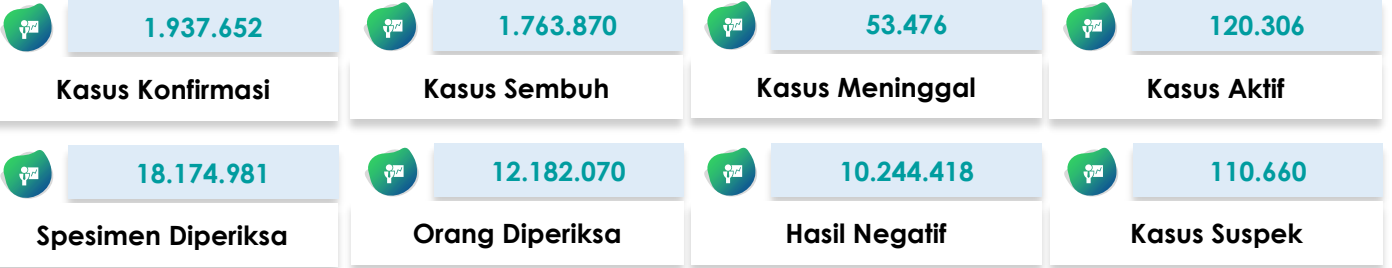 1.937.652
Kasus Konfirmasi
1.763.870
Kasus Sembuh
53.476
Kasus Meninggal
120.306
Kasus Aktif
18.174.981
Spesimen Diperiksa
12.182.070
Orang Diperiksa
10.244.418
Hasil Negatif
110.660
Kasus Suspek